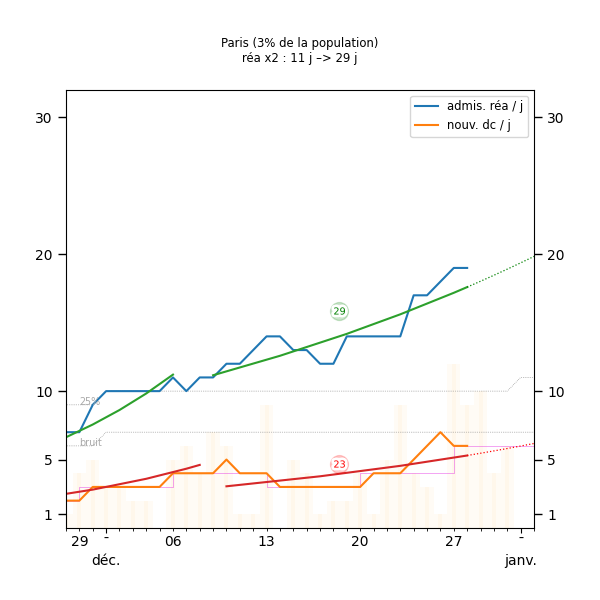 Paris (3% de la population)
réa x2 : 11 j –> 29 j
admis. réa / j
nouv. dc / j
30
30
20
20
29
10
25%
10
bruit
5
23
5
1
1
29
-
06
13
20
27
-
déc.
janv.